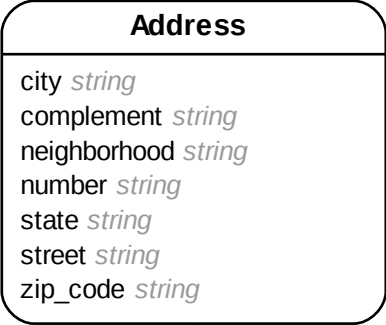 Address
city string
complement string
neighborhood string
number string
state string
street string
zip_code string